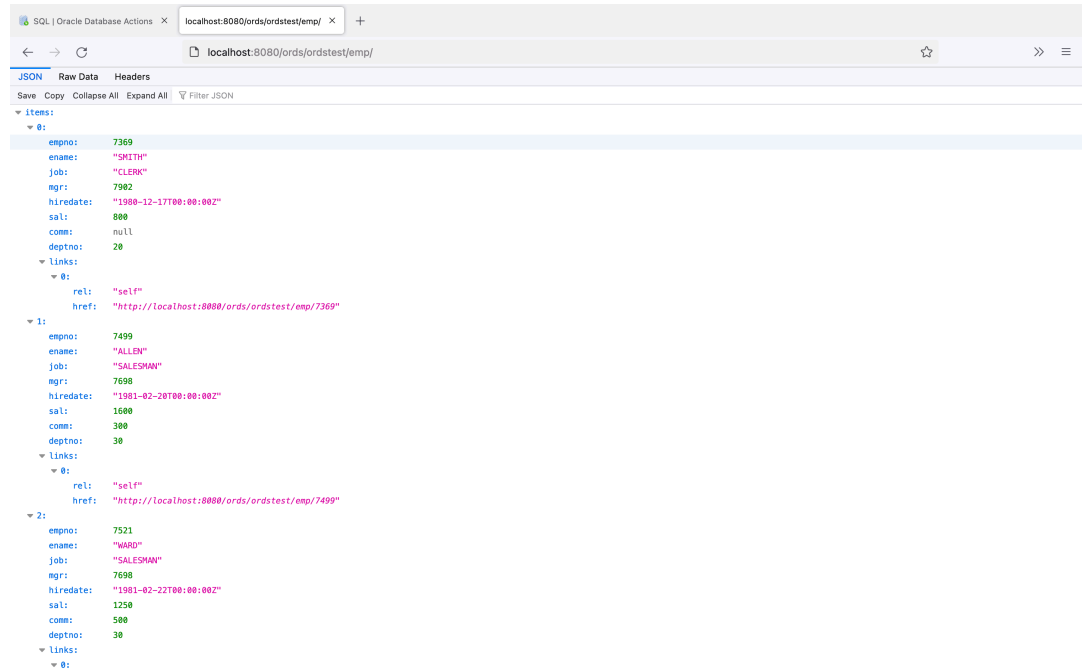 SQL | Oracle Database Actions
localhost:8080/ords/ordstest/emp/
localhost:8080/ords/ordstest/emp/
JSON Raw Data Headers
Save Copy Collapse All Expand All Filter JSON
items:
0:
empno: 7369
ename: "SMITH"
job: "CLERK"
mgr: 7902
hiredate: "1980-12-17T00:00:00Z"
sal: 800
comm: null
deptno: 20
links:
0:
rel: "self"
href: "http://localhost:8080/ords/ordstest/emp/7369"
1:
empno: 7499
ename: "ALLEN"
job: "SALESMAN"
mgr: 7698
hiredate: "1981-02-20T00:00:00Z"
sal: 1600
comm: 300
deptno: 30
links:
0:
rel: "self"
href: "http://localhost:8080/ords/ordstest/emp/7499"
2:
empno: 7521
ename: "WARD"
job: "SALESMAN"
mgr: 7698
hiredate: "1981-02-22T00:00:00Z"
sal: 1250
comm: 500
deptno: 30
links:
0: